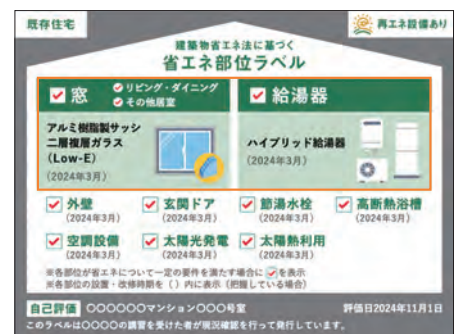 既存住宅
再エネ設備あり
建築物省エネ法に基づく
省エネ部位ラベル
窓
リビング・ダイニング
その他居室
給湯器
アルミ樹脂製サッシ
二層複層ガラス
(Low-E)
(2024年3月)
ハイブリッド給湯器
(2024年3月)
外壁 玄関ドア 節湯水栓 高断熱浴槽
(2024年3月) (2024年3月) (2024年3月) (2024年3月)
空調設備 太陽光発電 太陽熱利用
(2024年3月) (2024年3月) (2024年3月)
※各部位が省エネについて一定の要件を満たす場合に を表示
※各部位の設置・改修時期を()内に表示(把握している場合)
自己評価 〇〇〇〇〇〇マンション〇〇〇号室 評価日2024年11月1日
このラベルは〇〇〇〇の講習を受けた者が現況確認を行って発行しています。